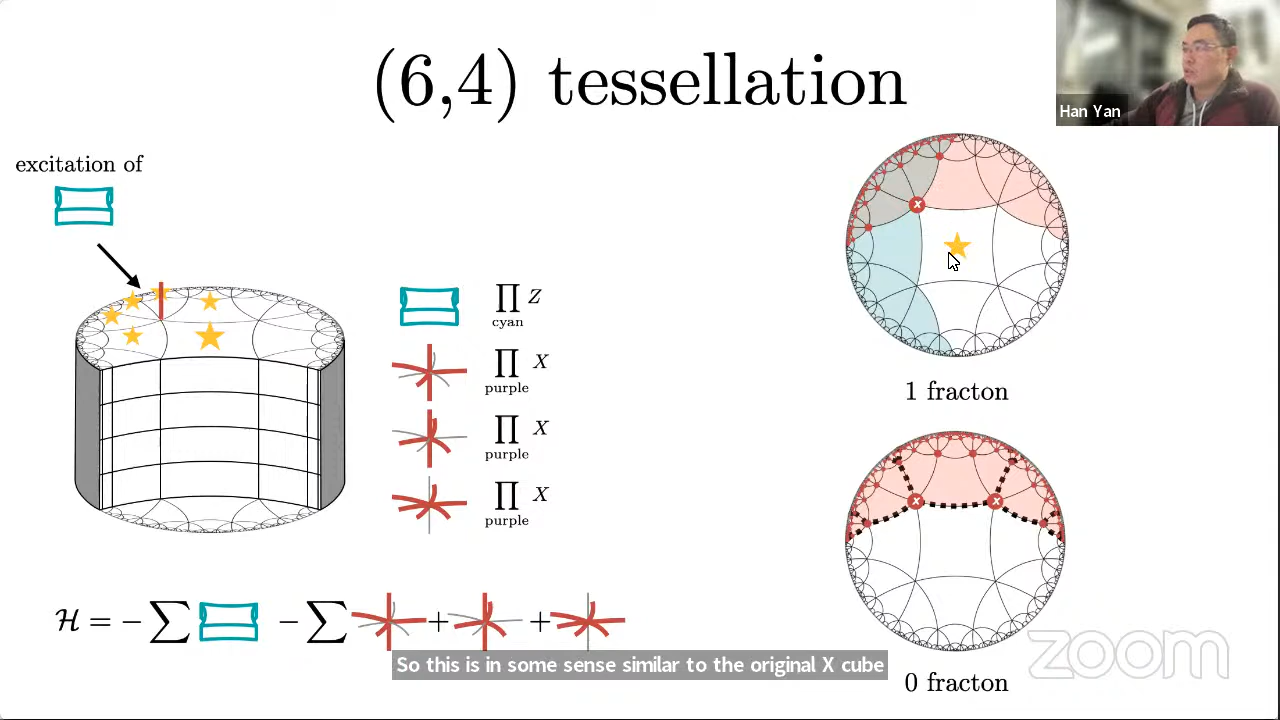 (6,4) tessellation
Han Yan
excitation of
∏ Z
cyan
∏ X
purple
∏ X
purple
∏ X
purple
x
1 fracton
x x
ℋ = − ∑ − ∑ + +
So this is in some sense similar to the original X cube
0 fracton
zoom